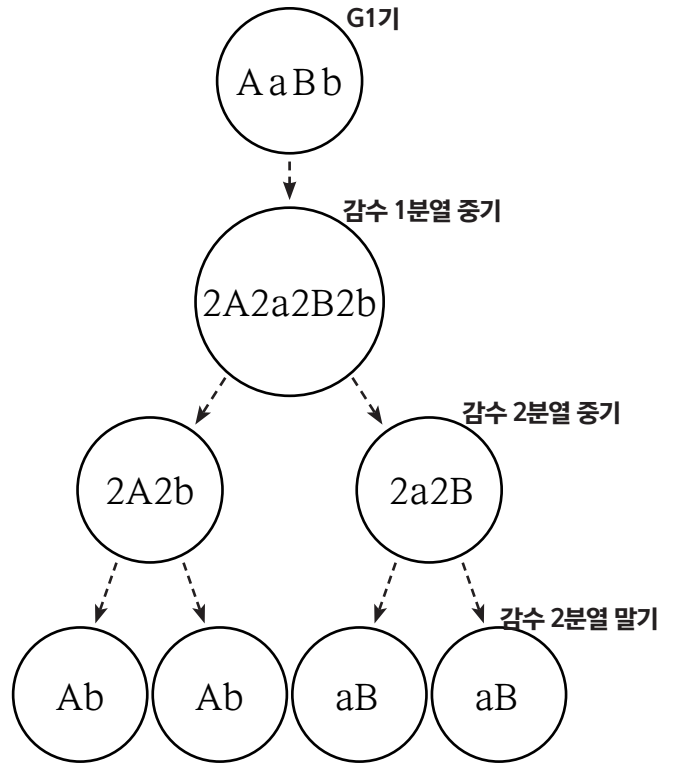 G1기
AaBb
감수 1분열 중기
2A2a2B2b
감수 2분열 중기
2A2b
2a2B
감수 2분열 말기
Ab
Ab
aB
aB